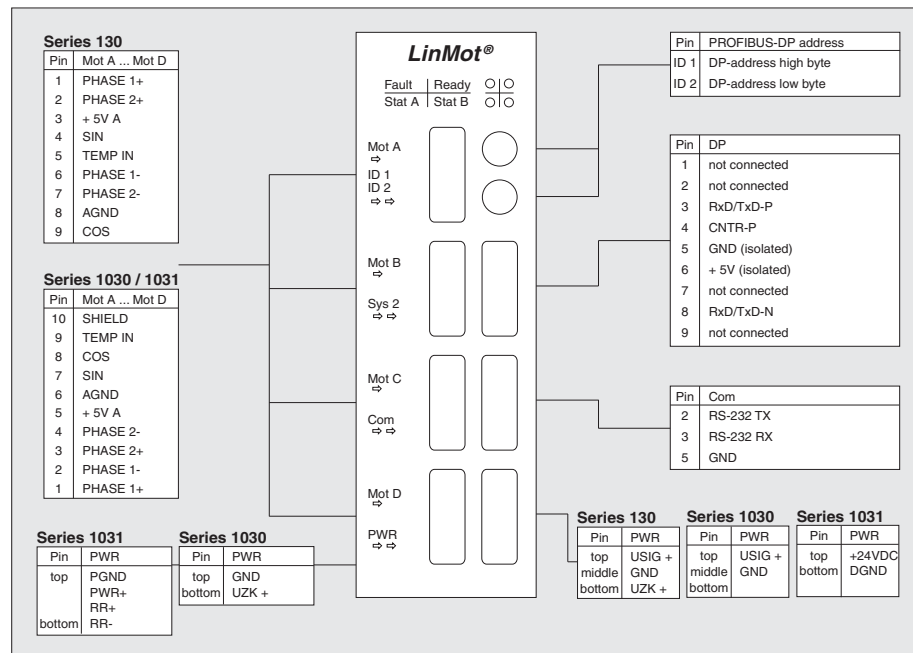 Series 130
Pin Mot A ... Mot D
1 PHASE 1+
2 PHASE 2+
3 + 5V A
4 SIN
5 TEMP IN
6 PHASE 1-
7 PHASE 2-
8 AGND
9 COS
Series 1030 / 1031
Pin Mot A ... Mot D
10 SHIELD
9 TEMP IN
8 COS
7 SIN
6 AGND
5 + 5V A
4 PHASE 2-
3 PHASE 2+
2 PHASE 1-
1 PHASE 1+
Series 1031
Pin PWR
top PGND
PWR+
RR+
bottom RR-
Series 1030
Pin PWR
top GND
bottom UZK +
LinMot®
Fault Ready
Stat A Stat B
Mot A
⇨
ID 1
ID 2
⇨ ⇨
Mot B
⇨
Sys 2
⇨ ⇨
Mot C
⇨
Com
⇨ ⇨
Mot D
⇨
PWR
⇨ ⇨
Pin PROFIBUS-DP address
ID 1 DP-address high byte
ID 2 DP-address low byte
Pin DP
1 not connected
2 not connected
3 RxD/TxD-P
4 CNTR-P
5 GND (isolated)
6 + 5V (isolated)
7 not connected
8 RxD/TxD-N
9 not connected
Pin Com
2 RS-232 TX
3 RS-232 RX
5 GND
Series 130
Pin PWR
top USIG +
middle GND
bottom UZK +
Series 1030
Pin PWR
top USIG +
middle GND
bottom
Series 1031
Pin PWR
top +24VDC
bottom DGND